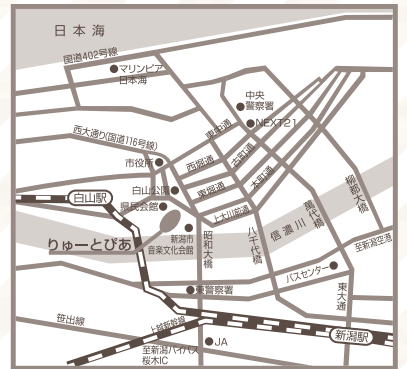 日本海
国道402号線
マリンピア
日本海
中央
警察署
NEXT21
西大通り(国道116号線)
東中通
市役所
西堀通
古町通
本町通
東堀通
白山公園
白山駅
県民会館
上大川前通
信濃川
萬代橋
柳都大橋
りゅーとぴあ
新潟市
音楽文化会館
昭和大橋
八千代橋
至新潟空港
バスセンター
東警察署
東大通
笹出線
上越新幹線
新潟駅
JA
至新潟バイパス
桜木IC